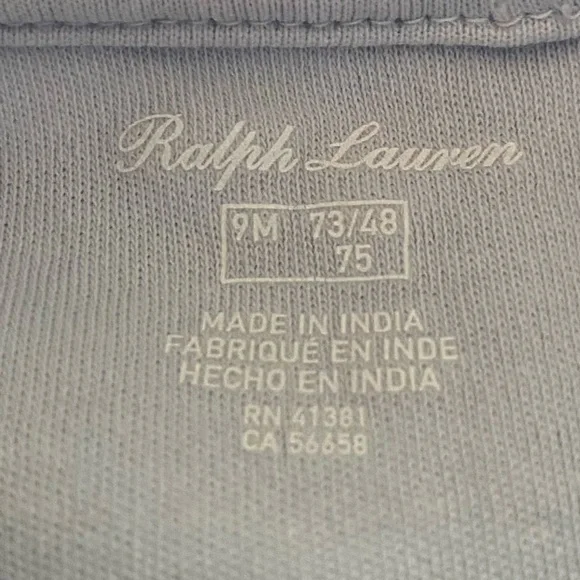 Ralph Lauren
9M 73/48
75
MADE IN INDIA
FABRIQUÉ EN INDE
HECHO EN INDIA
RN 41381
CA 56658